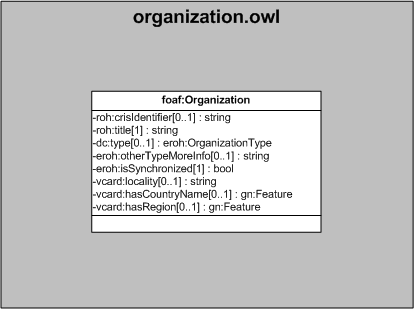 organization.owl
foaf:Organization
-roh:crisIdentifier[0..1] : string
-roh:title[1] : string
-dc:type[0..1] : eroh:OrganizationType
-eroh:otherTypeMoreInfo[0..1] : string
-eroh:isSynchronized[1] : bool
-vcard:locality[0..1] : string
-vcard:hasCountryName[0..1] : gn:Feature
-vcard:hasRegion[0..1] : gn:Feature